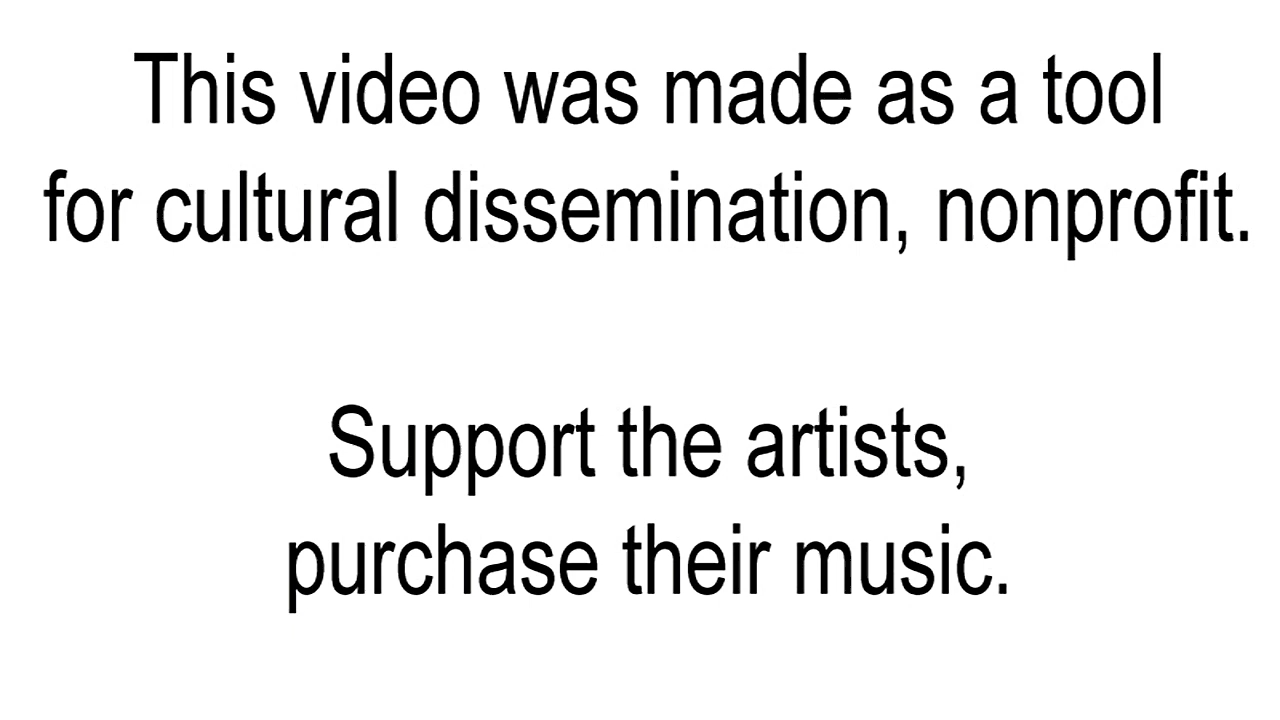 This video was made as a tool
for cultural dissemination, nonprofit.
Support the artists,
purchase their music.